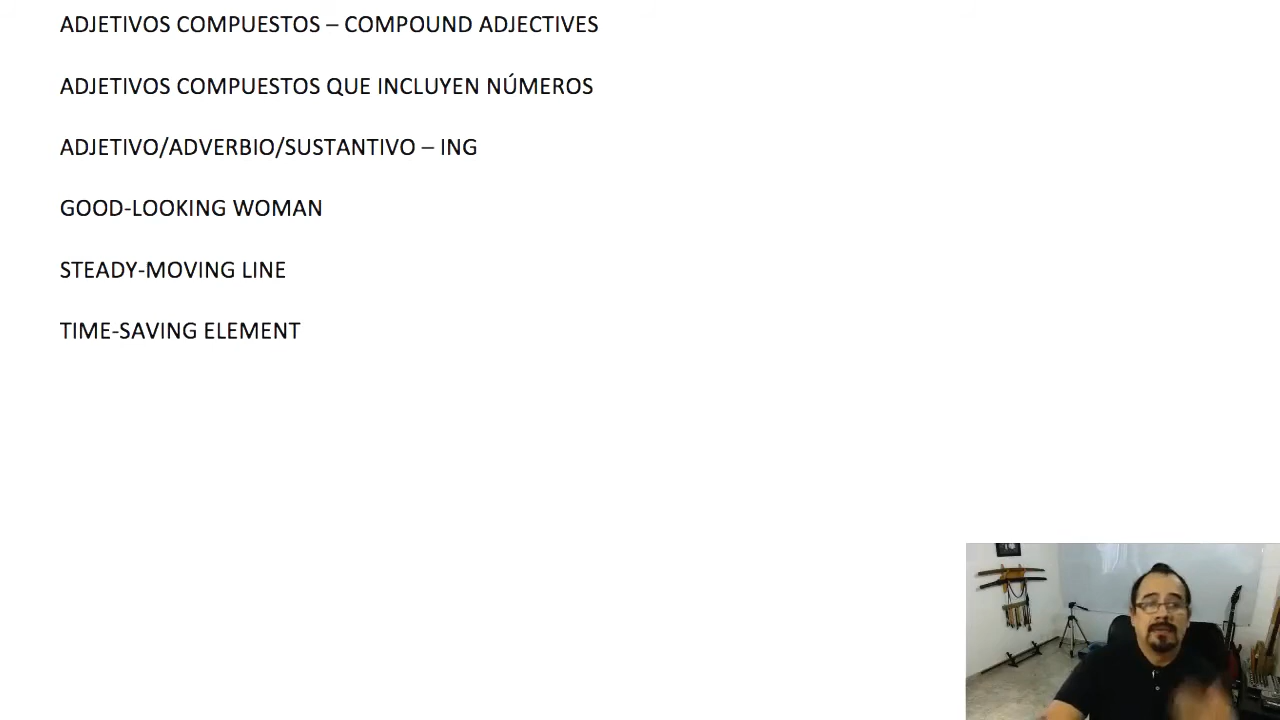 ADJETIVOS COMPUESTOS – COMPOUND ADJECTIVES
ADJETIVOS COMPUESTOS QUE INCLUYEN NÚMEROS
ADJETIVO/ADVERBIO/SUSTANTIVO – ING
GOOD-LOOKING WOMAN
STEADY-MOVING LINE
TIME-SAVING ELEMENT